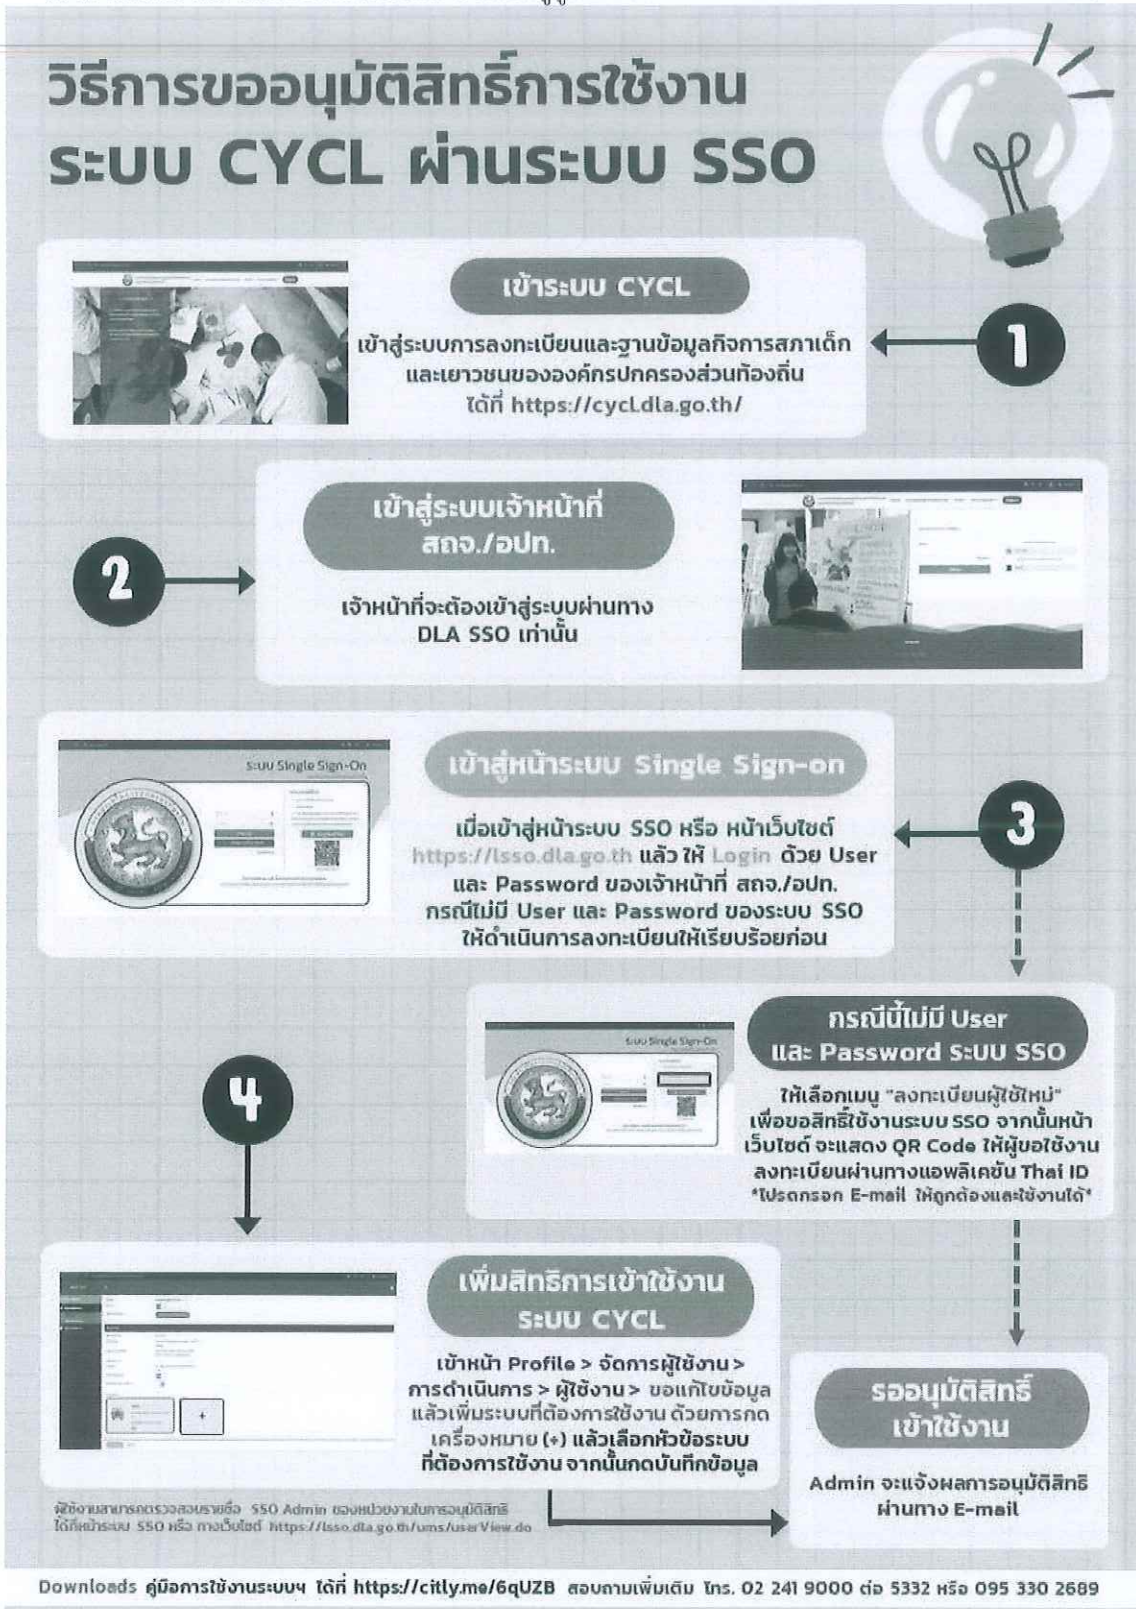 วิธีการขออนุมัติสิทธิ์การใช้งาน
ระบบ CYCL ผ่านระบบ SSO
เข้าระบบ CYCL
1
เข้าสู่ระบบการลงทะเบียนและฐานข้อมูลกิจการสภาเด็ก
และเยาวชนขององค์กรปกครองส่วนท้องถิ่น
ได้ที่ https://cycl.dla.go.th/
2
เข้าสู่ระบบเจ้าหน้าที่
สถจ./อปท.
เจ้าหน้าที่จะต้องเข้าสู่ระบบผ่านทาง
DLA SSO เท่านั้น
ระบบ Single Sign-On
เข้าสู่หน้าระบบ Single Sign-on
3
เมื่อเข้าสู่หน้าระบบ SSO หรือ หน้าเว็บไซต์
https://lsso.dla.go.th แล้ว ให้ Login ด้วย User
และ Password ของเจ้าหน้าที่ สถจ./อปท.
กรณีไม่มี User และ Password ของระบบ SSO
ให้ดำเนินการลงทะเบียนให้เรียบร้อยก่อน
ระบบ Single Sign-On
กรณีนี้ไม่มี User
และ Password ระบบ SSO
ให้เลือกเมนู "ลงทะเบียนผู้ใช้ใหม่"
เพื่อขอสิทธิ์ใช้งานระบบ SSO จากนั้นหน้า
เว็บไซต์ จะแสดง QR Code ให้ผู้ขอใช้งาน
ลงทะเบียนผ่านทางแอพลิเคชัน Thai ID
*โปรดกรอก E-mail ให้ถูกต้องและใช้งานได้*
4
เพิ่มสิทธิการเข้าใช้งาน
ระบบ CYCL
เข้าหน้า Profile > จัดการผู้ใช้งาน >
การดำเนินการ > ผู้ใช้งาน > ขอแก้ไขข้อมูล
แล้วเพิ่มระบบที่ต้องการใช้งาน ด้วยการกด
เครื่องหมาย (+) แล้วเลือกหัวข้อระบบ
ที่ต้องการใช้งาน จากนั้นกดบันทึกข้อมูล
รออนุมัติสิทธิ์
เข้าใช้งาน
Admin จะแจ้งผลการอนุมัติสิทธิ
ผ่านทาง E-mail
ผู้ใช้งานสามารถตรวจสอบรายชื่อ SSO Admin ของหน่วยงานในการอนุมัติสิทธิ
ได้ที่หน้าระบบ SSO หรือ ทางเว็บไซต์ https://lsso.dla.go.th/ums/userView.do
Downloads คู่มือการใช้งานระบบฯ ได้ที่ https://citly.me/6qUZB สอบถามเพิ่มเติม โทร. 02 241 9000 ต่อ 5332 หรือ 095 330 2689